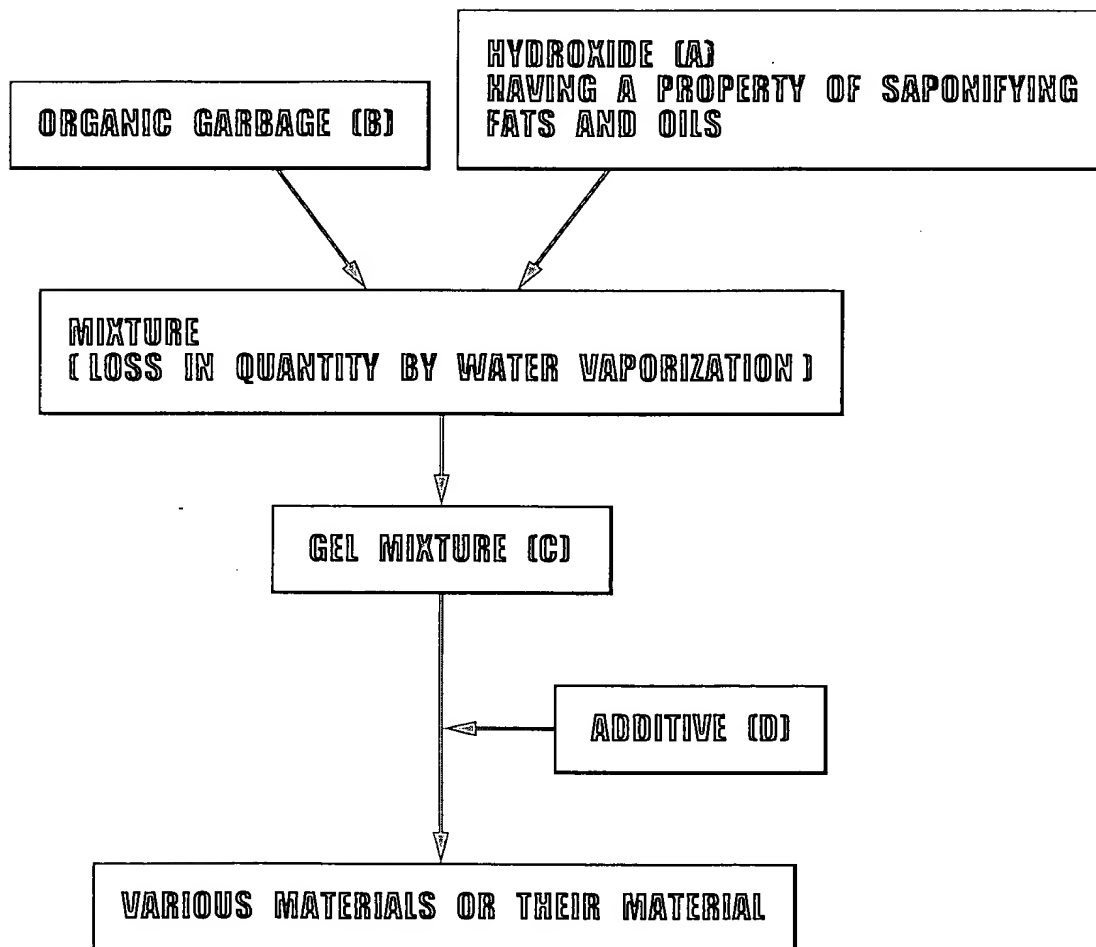 ORGANIC GARBAGE (B)
HYDROXIDE (A)
HAVING A PROPERTY OF SAPONIFYING
FATS AND OILS
MIXTURE
( LOSS IN QUANTITY BY WATER VAPORIZATION )
GEL MIXTURE (C)
ADDITIVE (D)
VARIOUS MATERIALS OR THEIR MATERIAL